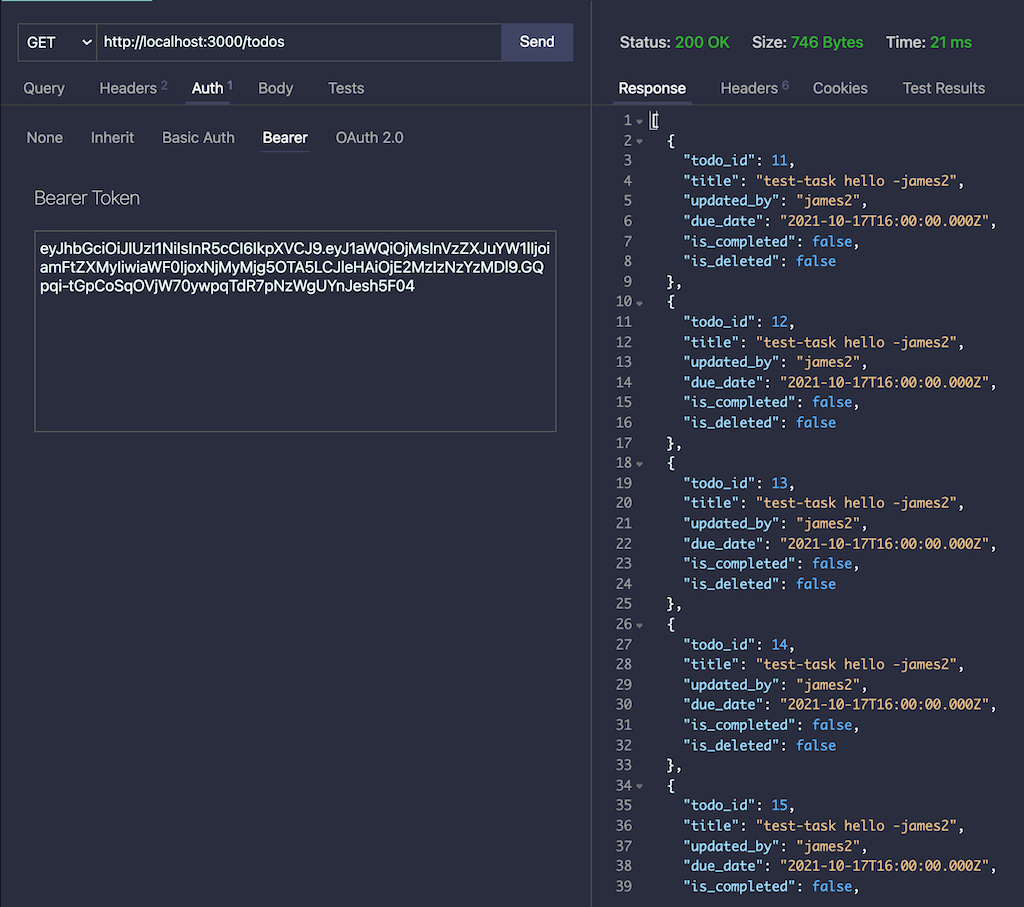 GET http://localhost:3000/todos Send
Query Headers 2 Auth 1 Body Tests
None Inherit Basic Auth Bearer OAuth 2.0
Bearer Token
eyJhbGciOiJIUzI1NiIsInR5cCI6IkpXVCJ9.eyJ1aWQiOjMsInVzZXJuYW1lIjoi
amFtZXMyIiwiaWF0IjoxNjMyMjg5OTA5LCJleHAiOjE2MzIzNzYzMDl9.GQ
pqi-tGpCoSqOVjW70ywpqTdR7pNzWgUYnJesh5F04
Status: 200 OK Size: 746 Bytes Time: 21 ms
Response Headers 6 Cookies Test Results
1 [
2 {
3 "todo_id": 11,
4 "title": "test-task hello -james2",
5 "updated_by": "james2",
6 "due_date": "2021-10-17T16:00:00.000Z",
7 "is_completed": false,
8 "is_deleted": false
9 },
10 {
11 "todo_id": 12,
12 "title": "test-task hello -james2",
13 "updated_by": "james2",
14 "due_date": "2021-10-17T16:00:00.000Z",
15 "is_completed": false,
16 "is_deleted": false
17 },
18 {
19 "todo_id": 13,
20 "title": "test-task hello -james2",
21 "updated_by": "james2",
22 "due_date": "2021-10-17T16:00:00.000Z",
23 "is_completed": false,
24 "is_deleted": false
25 },
26 {
27 "todo_id": 14,
28 "title": "test-task hello -james2",
29 "updated_by": "james2",
30 "due_date": "2021-10-17T16:00:00.000Z",
31 "is_completed": false,
32 "is_deleted": false
33 },
34 {
35 "todo_id": 15,
36 "title": "test-task hello -james2",
37 "updated_by": "james2",
38 "due_date": "2021-10-17T16:00:00.000Z",
39 "is_completed": false,